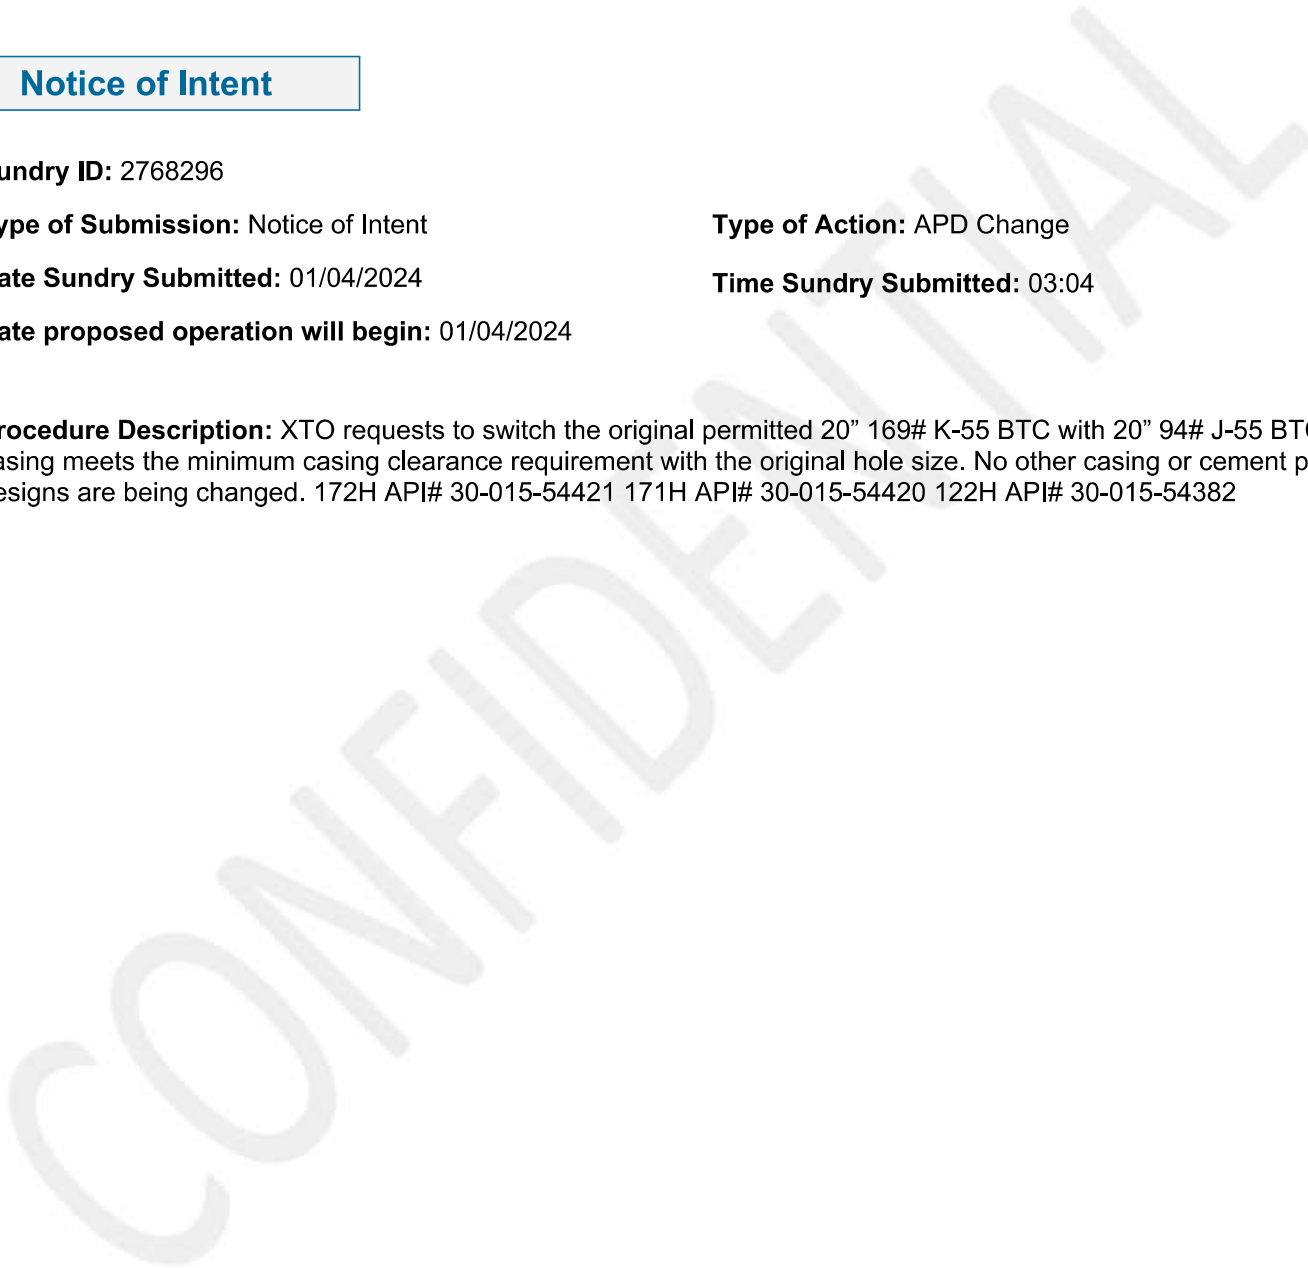 Notice of Intent
undry ID: 2768296
ype of Submission: Notice of Intent
Type of Action: APD Change
ate Sundry Submitted: 01/04/2024
Time Sundry Submitted: 03:04
ate proposed operation will begin: 01/04/2024
rocedure Description: XTO requests to switch the original permitted 20” 169# K-55 BTC with 20” 94# J-55 BTC
asing meets the minimum casing clearance requirement with the original hole size. No other casing or cement p
esigns are being changed. 172H API# 30-015-54421 171H API# 30-015-54420 122H API# 30-015-54382
CONFIDENTIAL